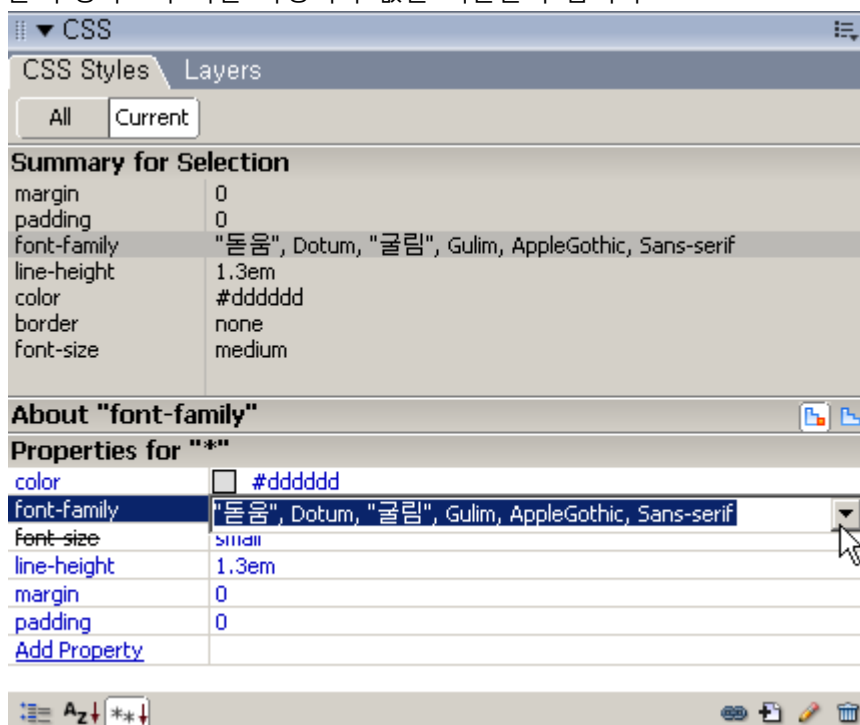 CSS
CSS Styles Layers
All Current
Summary for Selection
margin 0
padding 0
font-family "돋움", Dotum, "굴림", Gulim, AppleGothic, Sans-serif
line-height 1.3em
color #dddddd
border none
font-size medium
About "font-family"
Properties for "*"
color #dddddd
font-family "돋움", Dotum, "굴림", Gulim, AppleGothic, Sans-serif
font-size small
line-height 1.3em
margin 0
padding 0
Add Property
Az **